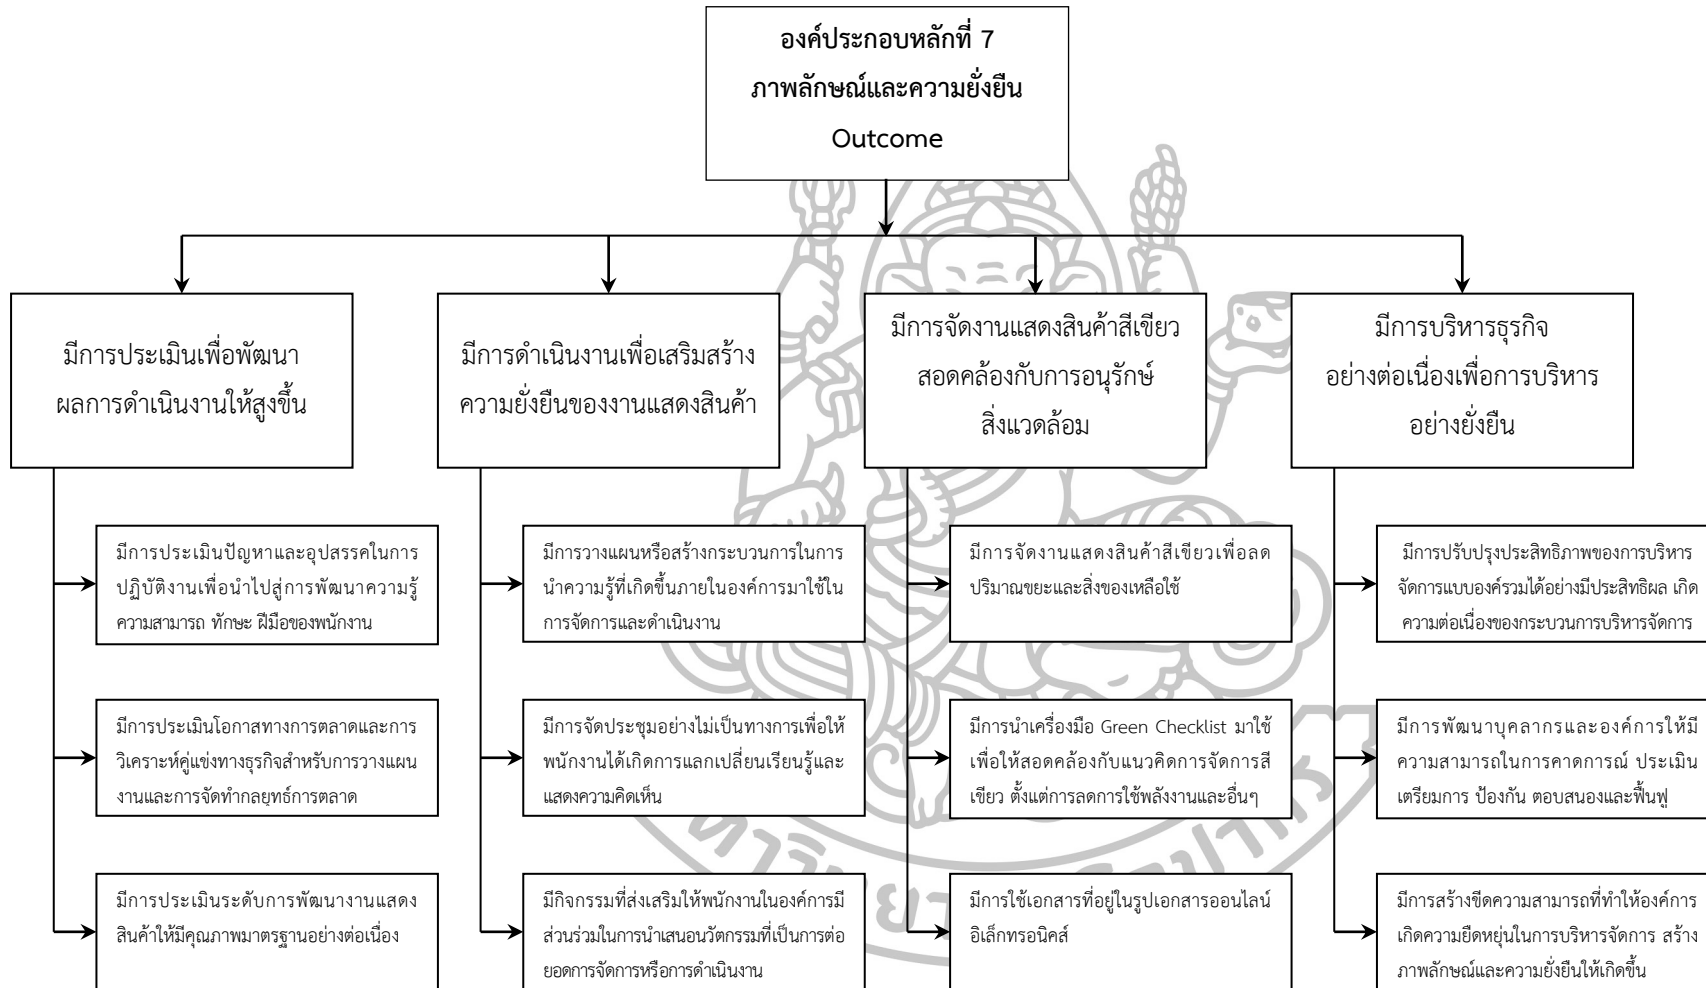 องค์ประกอบหลักที่ 7
ภาพลักษณ์และความยั่งยืน
Outcome
มีการประเมินเพื่อพัฒนา
ผลการดำเนินงานให้สูงขึ้น
มีการดำเนินงานเพื่อเสริมสร้าง
ความยั่งยืนของงานแสดงสินค้า
มีการจัดงานแสดงสินค้าสีเขียว
สอดคล้องกับการอนุรักษ์
สิ่งแวดล้อม
มีการบริหารธุรกิจ
อย่างต่อเนื่องเพื่อการบริหาร
อย่างยั่งยืน
มีการประเมินปัญหาและอุปสรรคในการ
ปฏิบัติงานเพื่อนำไปสู่การพัฒนาความรู้
ความสามารถ ทักษะ ฝีมือของพนักงาน
มีการวางแผนหรือสร้างกระบวนการในการ
นำความรู้ที่เกิดขึ้นภายในองค์การมาใช้ใน
การจัดการและดำเนินงาน
มีการจัดงานแสดงสินค้าสีเขียวเพื่อลด
ปริมาณขยะและสิ่งของเหลือใช้
มีการปรับปรุงประสิทธิภาพของการบริหาร
จัดการแบบองค์รวมได้อย่างมีประสิทธิผล เกิด
ความต่อเนื่องของกระบวนการบริหารจัดการ
มีการประเมินโอกาสทางการตลาดและการ
วิเคราะห์คู่แข่งทางธุรกิจสำหรับการวางแผน
งานและการจัดทำกลยุทธ์การตลาด
มีการจัดประชุมอย่างไม่เป็นทางการเพื่อให้
พนักงานได้เกิดการแลกเปลี่ยนเรียนรู้และ
แสดงความคิดเห็น
มีการนำเครื่องมือ Green Checklist มาใช้
เพื่อให้สอดคล้องกับแนวคิดการจัดการสี
เขียว ตั้งแต่การลดการใช้พลังงานและอื่นๆ
มีการพัฒนาบุคลากรและองค์การให้มี
ความสามารถในการคาดการณ์ ประเมิน
เตรียมการ ป้องกัน ตอบสนองและฟื้นฟู
มีการประเมินระดับการพัฒนางานแสดง
สินค้าให้มีคุณภาพมาตรฐานอย่างต่อเนื่อง
มีกิจกรรมที่ส่งเสริมให้พนักงานในองค์การมี
ส่วนร่วมในการนำเสนอนวัตกรรมที่เป็นการต่อ
ยอดการจัดการหรือการดำเนินงาน
มีการใช้เอกสารที่อยู่ในรูปเอกสารออนไลน์
อิเล็กทรอนิคส์
มีการสร้างขีดความสามารถที่ทำให้องค์การ
เกิดความยืดหยุ่นในการบริหารจัดการ สร้าง
ภาพลักษณ์และความยั่งยืนให้เกิดขึ้น